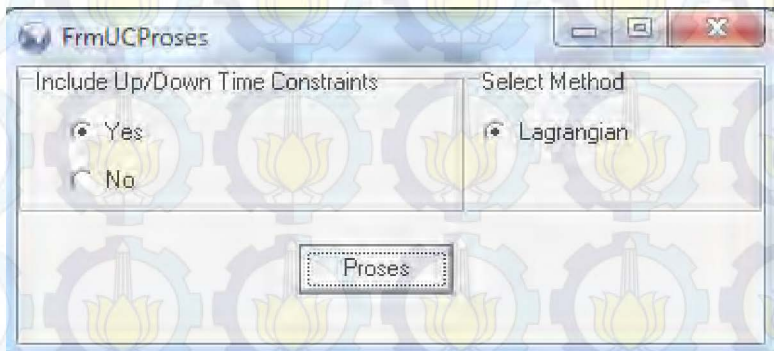 FrmUCProses
Include Up/Down Time Constraints
Select Method
Yes
Lagrangian
No
Proses